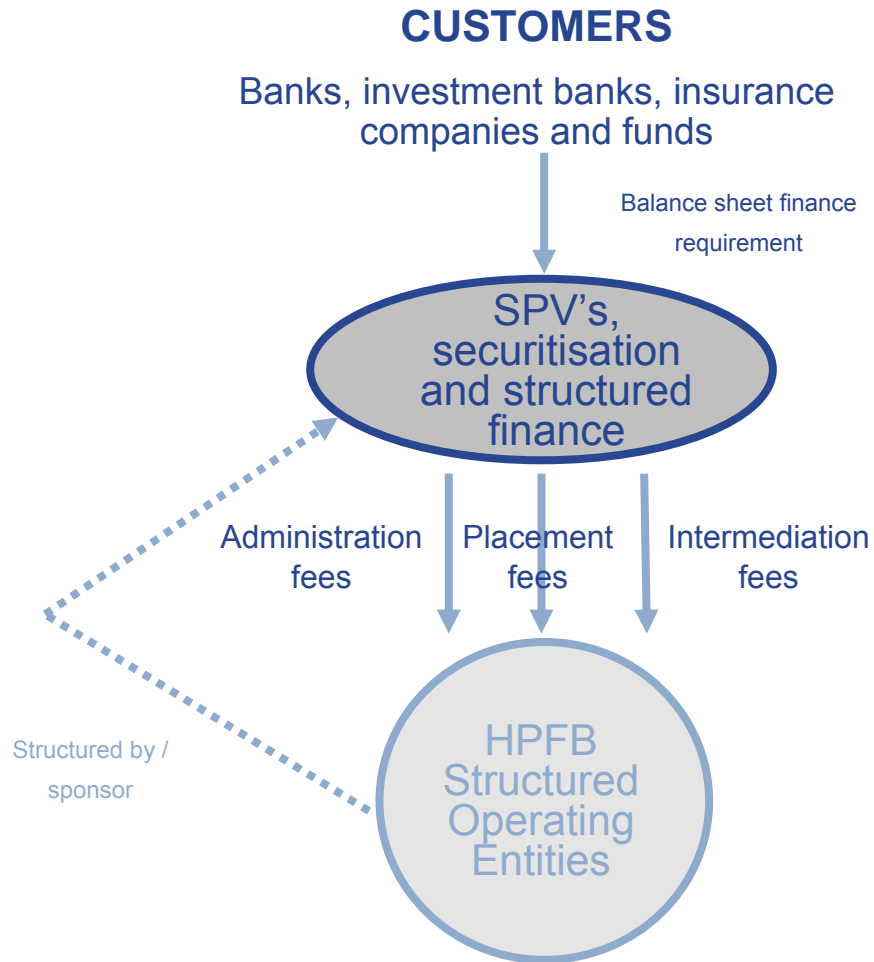 CUSTOMERS
Banks, investment banks, insurance
companies and funds
Balance sheet finance
requirement
SPV’s,
securitisation
and structured
finance
Administration
fees
Placement
fees
Intermediation
fees
Structured by /
sponsor
HPFB
Structured
Operating
Entities